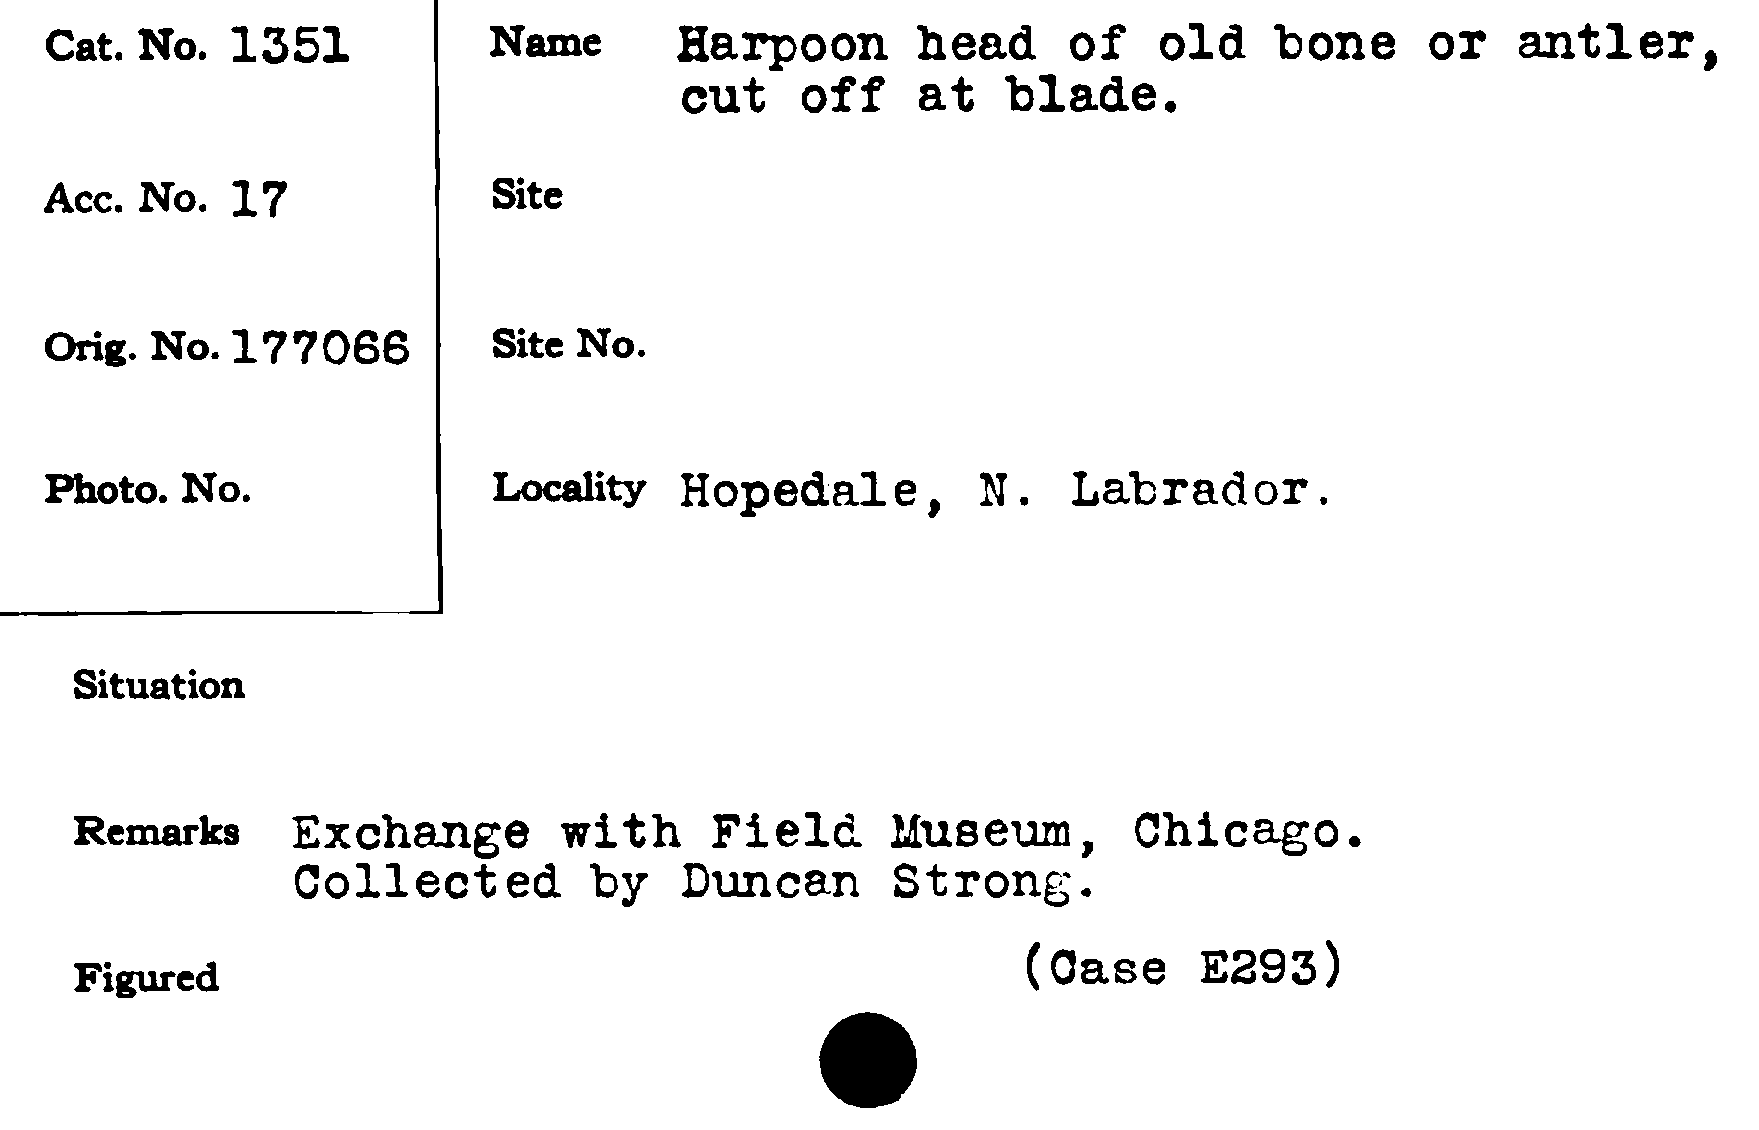 Cat. No. 1351
Name Harpoon head of old bone or antler,
cut off at blade.
Acc. No. 17
Site
Orig. No. 177066
Site No.
Photo. No.
Locality Hopedale, N. Labrador.
Situation
Remarks Exchange with Field Museum, Chicago.
Collected by Duncan Strong.
Figured
(Case E293)